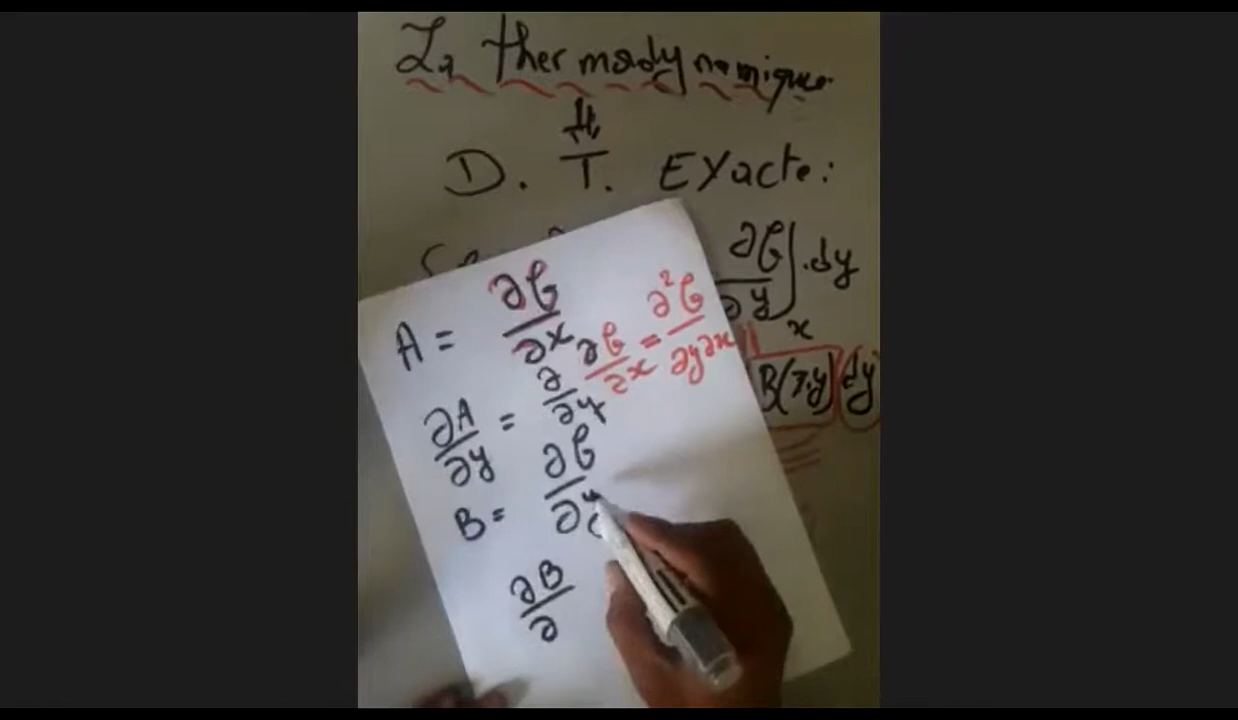 La thermodynamique
D. T. Exacte:
∂G/∂y)x .dy
A = ∂G/∂x
∂A/∂y = ∂/∂y ∂G/∂x = ∂²G/∂y∂x
B(x,y) dy
B = ∂G/∂y
∂B/∂